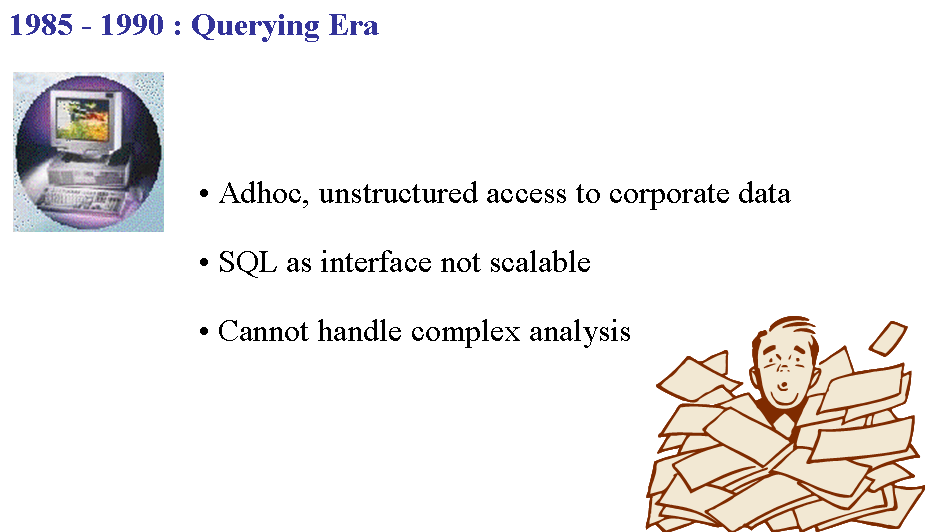 1985 - 1990 : Querying Era
• Adhoc, unstructured access to corporate data
• SQL as interface not scalable
• Cannot handle complex analysis